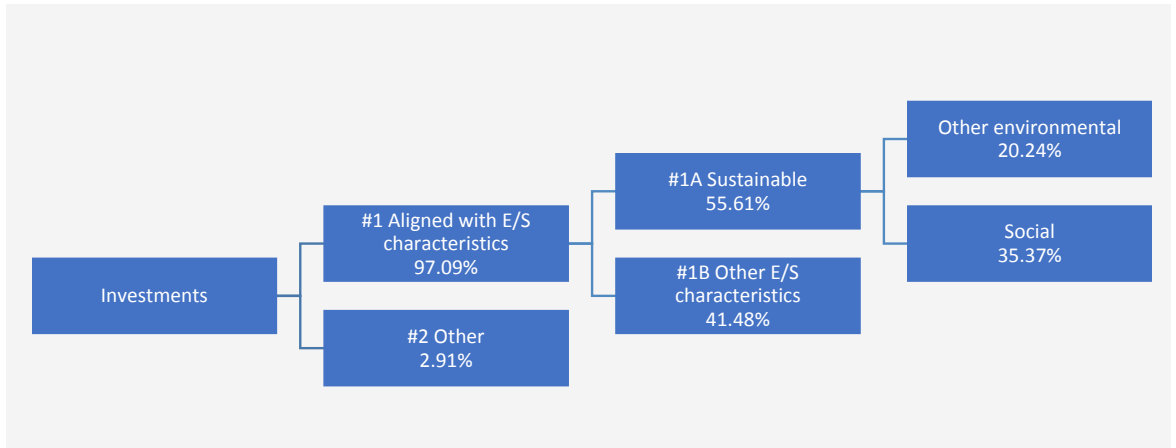 Investments
#1 Aligned with E/S
characteristics
97.09%
#2 Other
2.91%
#1A Sustainable
55.61%
#1B Other E/S
characteristics
41.48%
Other environmental
20.24%
Social
35.37%